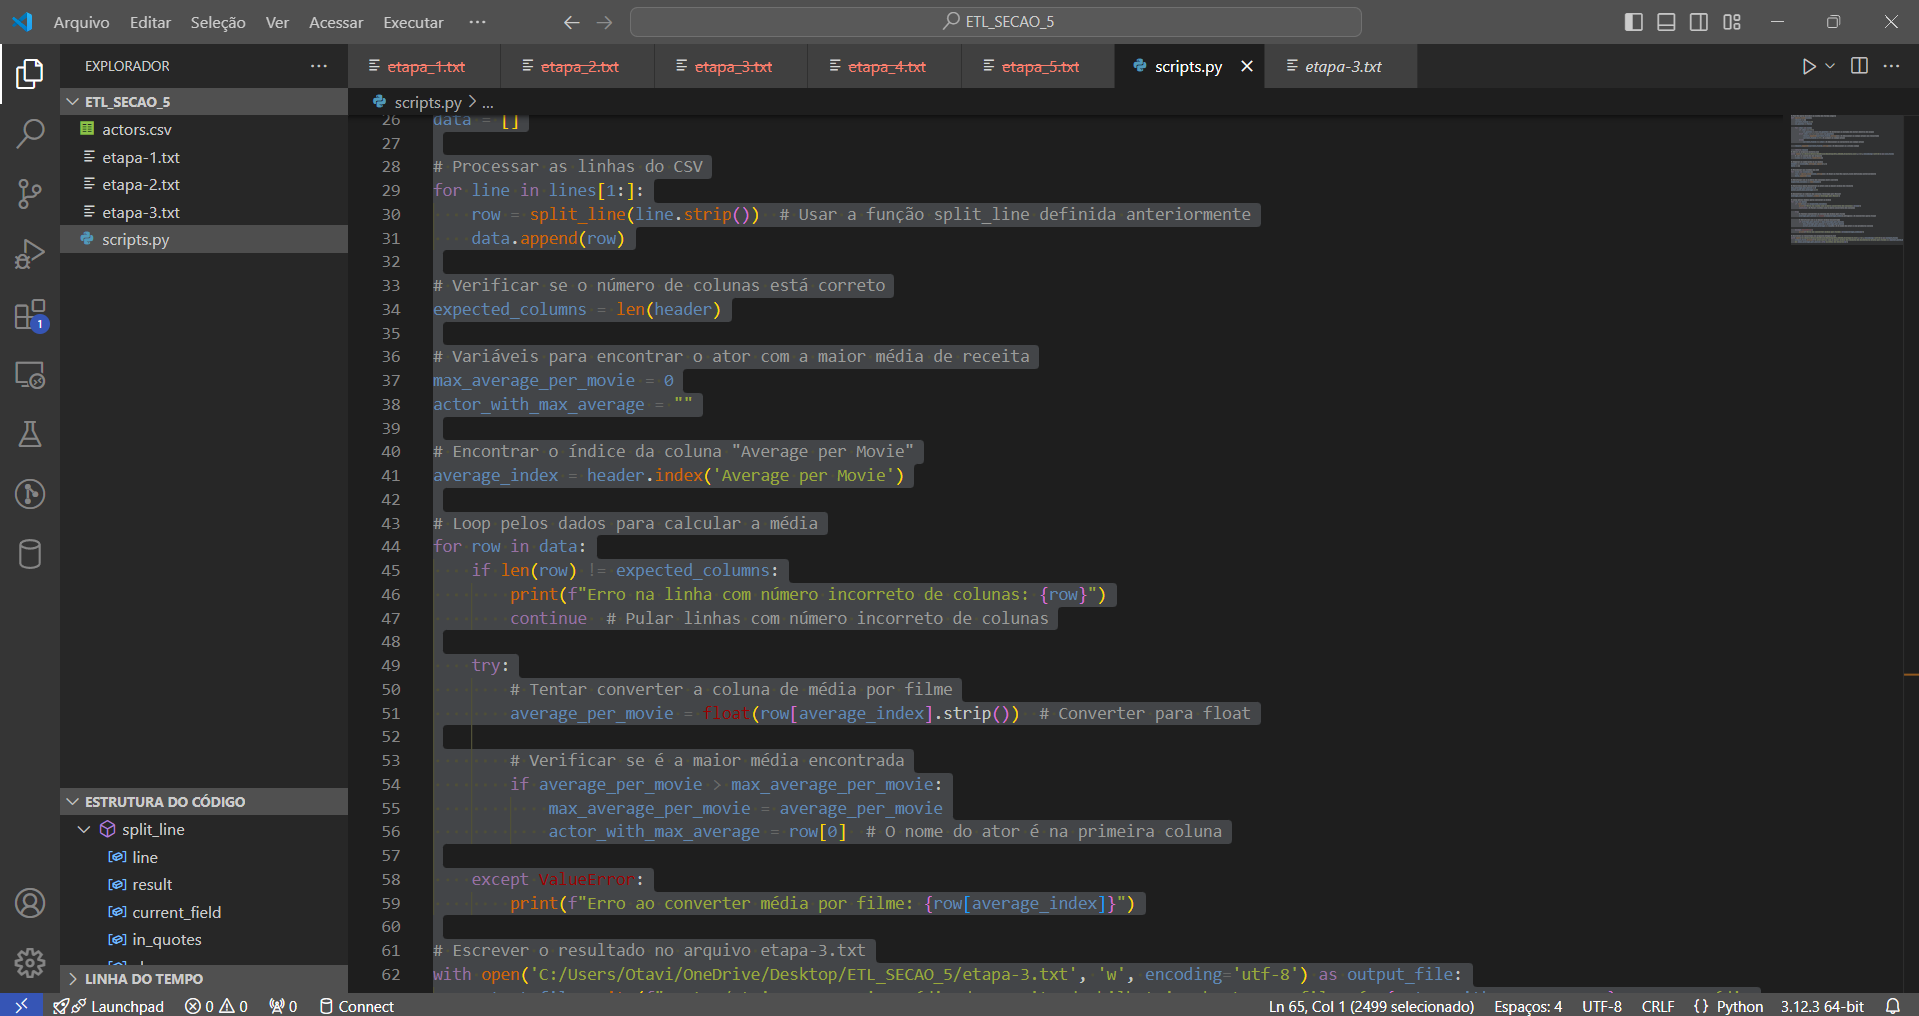 Arquivo Editar Seleção Ver Acessar Executar ··· ETL_SECAO_5
EXPLORADOR ···
etapa_1.txt etapa_2.txt etapa_3.txt etapa_4.txt etapa_5.txt scripts.py etapa-3.txt
ETL_SECAO_5
actors.csv
etapa-1.txt
etapa-2.txt
etapa-3.txt
scripts.py
1
ESTRUTURA DO CÓDIGO
split_line
line
result
current_field
in_quotes
LINHA DO TEMPO
scripts.py > ...
26 data = []
27
28 # Processar as linhas do CSV
29 for line in lines[1:]:
30 row = split_line(line.strip()) # Usar a função split_line definida anteriormente
31 data.append(row)
32
33 # Verificar se o número de colunas está correto
34 expected_columns = len(header)
35
36 # Variáveis para encontrar o ator com a maior média de receita
37 max_average_per_movie = 0
38 actor_with_max_average = ""
39
40 # Encontrar o índice da coluna "Average per Movie"
41 average_index = header.index('Average per Movie')
42
43 # Loop pelos dados para calcular a média
44 for row in data:
45 if len(row) != expected_columns:
46 print(f"Erro na linha com número incorreto de colunas: {row}")
47 continue # Pular linhas com número incorreto de colunas
48
49 try:
50 # Tentar converter a coluna de média por filme
51 average_per_movie = float(row[average_index].strip()) # Converter para float
52
53 # Verificar se é a maior média encontrada
54 if average_per_movie > max_average_per_movie:
55 max_average_per_movie = average_per_movie
56 actor_with_max_average = row[0] # O nome do ator é na primeira coluna
57
58 except ValueError:
59 print(f"Erro ao converter média por filme: {row[average_index]}")
60
61 # Escrever o resultado no arquivo etapa-3.txt
62 with open('C:/Users/Otavi/OneDrive/Desktop/ETL_SECAO_5/etapa-3.txt', 'w', encoding='utf-8') as output_file:
Launchpad 0 0 0 Connect Ln 65, Col 1 (2499 selecionado) Espaços: 4 UTF-8 CRLF {} Python 3.12.3 64-bit